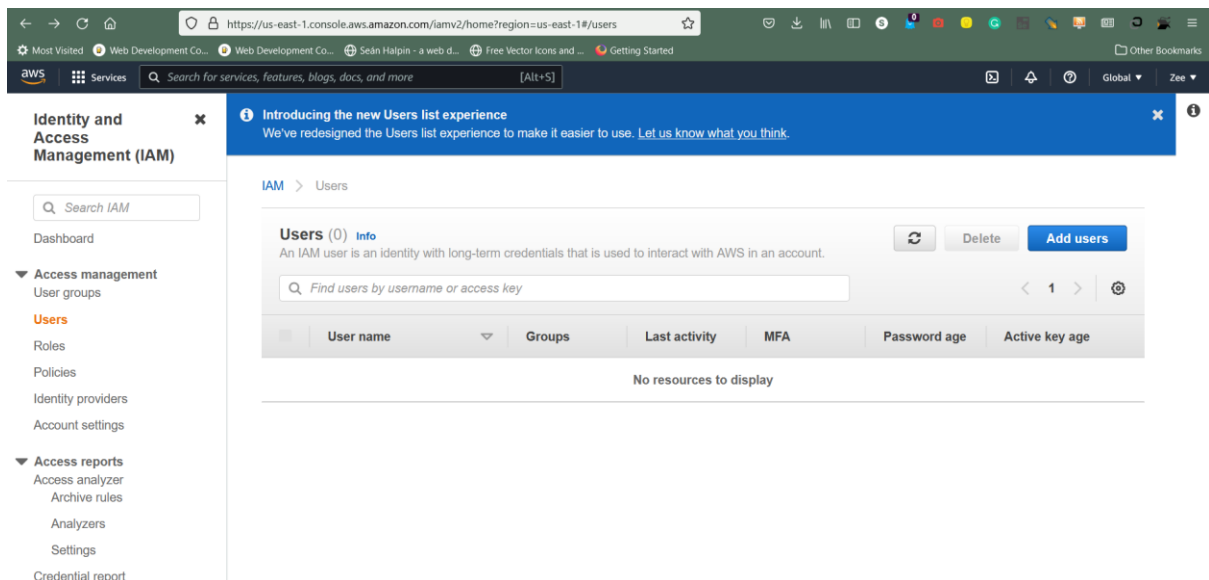 https://us-east-1.console.aws.amazon.com/iamv2/home?region=us-east-1#/users
Most Visited Web Development Co... Web Development Co... Seán Halpin - a web d... Free Vector Icons and ... Getting Started Other Bookmarks
aws Services Search for services, features, blogs, docs, and more [Alt+S] Global Zee
Identity and
Access
Management (IAM)
Introducing the new Users list experience
We've redesigned the Users list experience to make it easier to use. Let us know what you think.
Search IAM
Dashboard
Access management
User groups
Users
Roles
Policies
Identity providers
Account settings
Access reports
Access analyzer
Archive rules
Analyzers
Settings
Credential report
IAM > Users
Users (0) Info
An IAM user is an identity with long-term credentials that is used to interact with AWS in an account.
Delete Add users
Find users by username or access key
< 1 >
User name Groups Last activity MFA Password age Active key age
No resources to display